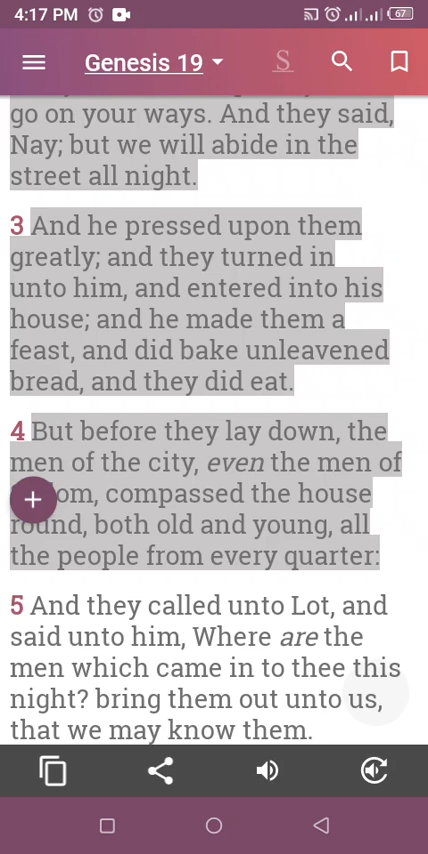 4:17 PM 67
Genesis 19 S
go on your ways. And they said,
Nay; but we will abide in the
street all night.
3 And he pressed upon them
greatly; and they turned in
unto him, and entered into his
house; and he made them a
feast, and did bake unleavened
bread, and they did eat.
4 But before they lay down, the
men of the city, even the men of
om, compassed the house
round, both old and young, all
the people from every quarter:
5 And they called unto Lot, and
said unto him, Where are the
men which came in to thee this
night? bring them out unto us,
that we may know them.